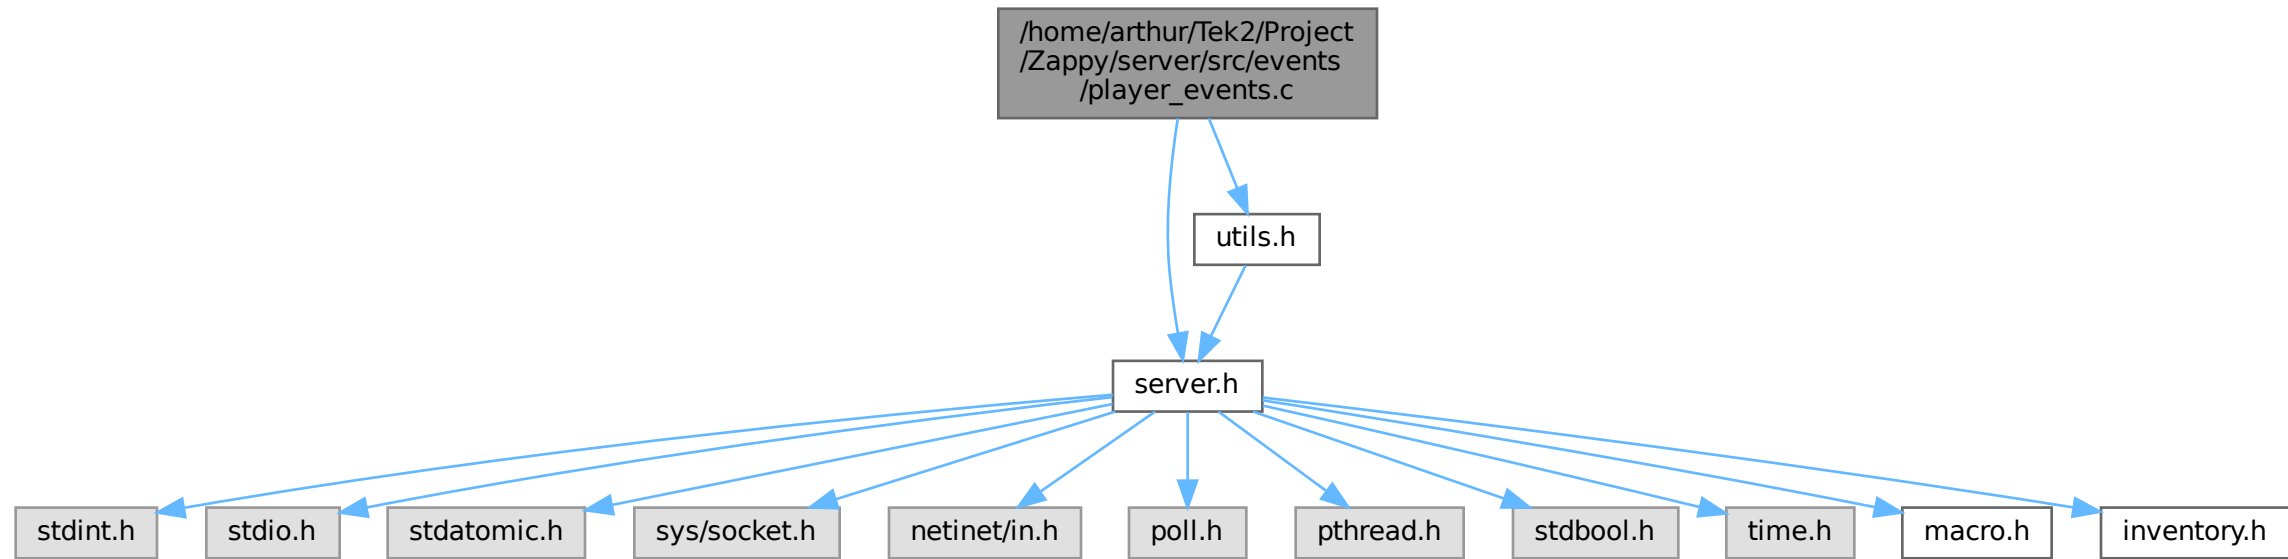 /home/arthur/Tek2/Project
/Zappy/server/src/events
/player_events.c
utils.h
server.h
stdint.h
stdio.h
stdatomic.h
sys/socket.h
netinet/in.h
poll.h
pthread.h
stdbool.h
time.h
macro.h
inventory.h